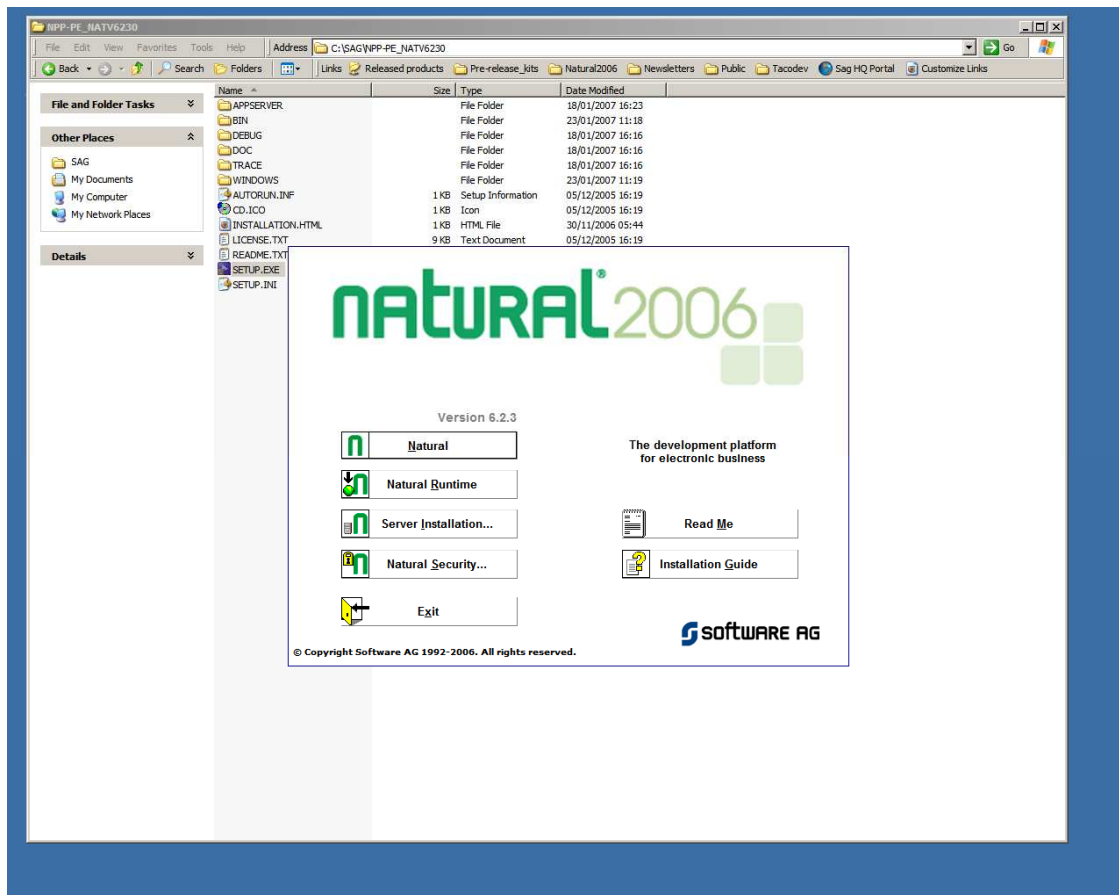 NPP-PE_NATV6230
File Edit View Favorites Tools Help Address C:\SAG\NPP-PE_NATV6230 Go
Back Search Folders Links Released products Pre-release_kits Natural2006 Newsletters Public Tacodev Sag HQ Portal Customize Links
File and Folder Tasks
Other Places
SAG
My Documents
My Computer
My Network Places
Details
Name Size Type Date Modified
APPSERVER File Folder 18/01/2007 16:23
BIN File Folder 23/01/2007 11:18
DEBUG File Folder 18/01/2007 16:16
DOC File Folder 18/01/2007 16:16
TRACE File Folder 18/01/2007 16:16
WINDOWS File Folder 23/01/2007 11:19
AUTORUN.INF 1 KB Setup Information 05/12/2005 16:19
CD.ICO 1 KB Icon 05/12/2005 16:19
INSTALLATION.HTML 1 KB HTML File 30/11/2006 05:44
LICENSE.TXT 9 KB Text Document 05/12/2005 16:19
README.TXT
SETUP.EXE
SETUP.INI
natural® 2006
Version 6.2.3
Natural
Natural Runtime
Server Installation...
Natural Security...
Exit
The development platform
for electronic business
Read Me
Installation Guide
software AG
© Copyright Software AG 1992-2006. All rights reserved.